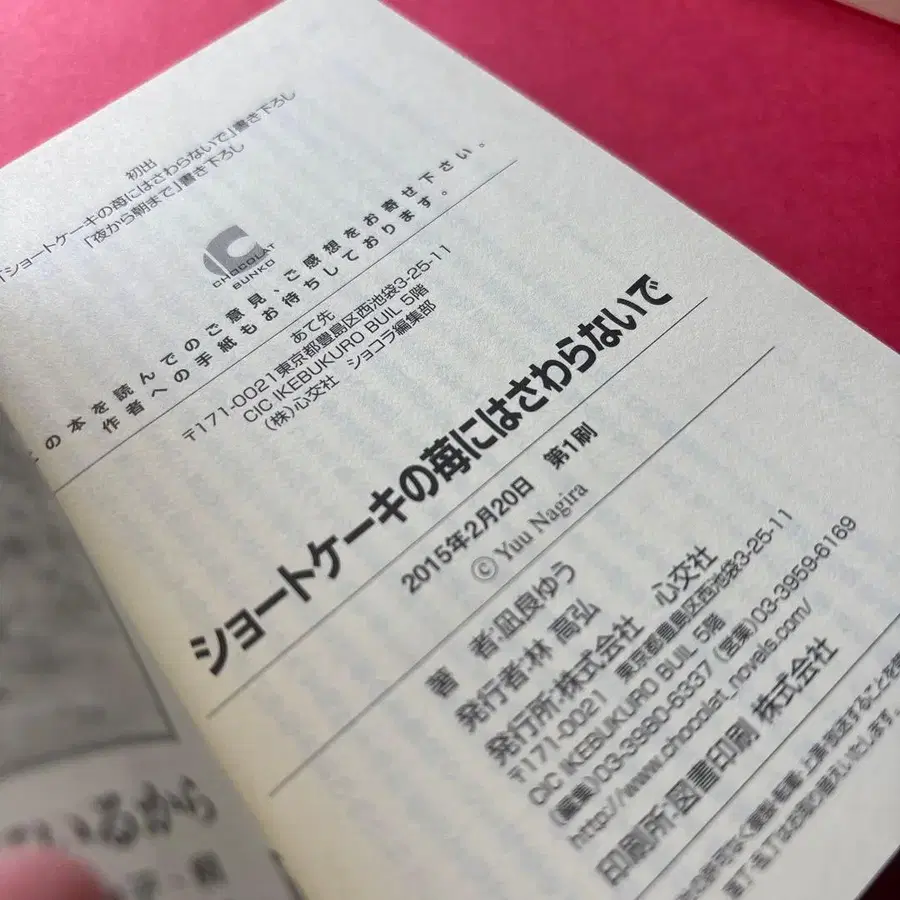 初出
「ショートケーキの苺にはさわらないで」書き下ろし
「夜から朝まで」書き下ろし
CHOCOLAT
BUNKO
の本を読んでのご意見、ご感想をお寄せ下さい。
作者への手紙もお待ちしております。
あて先
〒171-0021東京都豊島区西池袋3-25-11
CIC IKEBUKURO BUIL 5階
(株)心交社 ショコラ編集部
ショートケーキの苺にはさわらないで
2015年2月20日 第1刷
© Yuu Nagira
著 者:凪良ゆう
発行者:林 高弘
発行所:株式会社 心交社
〒171-0021 東京都豊島区西池袋3-25-11
CIC IKEBUKURO BUIL 5階
(編集)03-3980-6337 (営業)03-3959-6169
http://www.chocolat_novels.com/
印刷所:図書印刷 株式会社
いるから